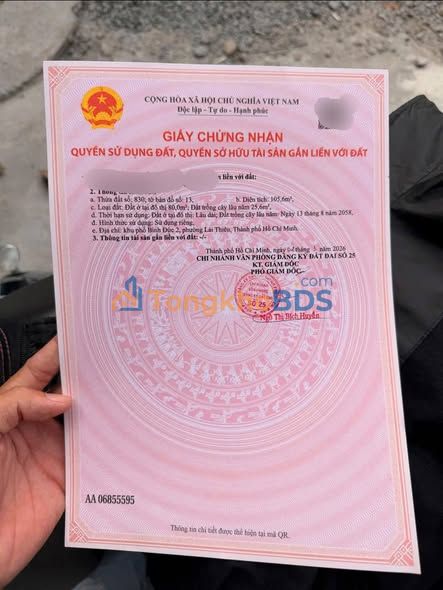 CỘNG HÒA XÃ HỘI CHỦ NGHĨA VIỆT NAM
Độc lập - Tự do - Hạnh phúc
GIẤY CHỨNG NHẬN
QUYỀN SỬ DỤNG ĐẤT, QUYỀN SỞ HỮU TÀI SẢN GẮN LIỀN VỚI ĐẤT
n liền với đất:
2. Thông
a. Thửa đất số: 830; tờ bản đồ số: 13, b. Diện tích: 105,6m².
c. Loại đất: Đất ở tại đô thị 80,0m²; Đất trồng cây lâu năm 25,6m².
d. Thời hạn sử dụng: Đất ở tại đô thị: Lâu dài; Đất trồng cây lâu năm: Ngày 13 tháng 8 năm 2058.
đ. Hình thức sử dụng: Sử dụng riêng.
e. Địa chỉ: khu phố Bình Đức 2, phường Lái Thiêu, Thành phố Hồ Chí Minh.
3. Thông tin tài sản gắn liền với đất: -/-
Thành phố Hồ Chí Minh, ngày tháng 3 năm 2026
CHI NHÁNH VĂN PHÒNG ĐĂNG KÝ ĐẤT ĐAI SỐ 25
KT. GIÁM ĐỐC
PHÓ GIÁM ĐỐC
SỐ 25
TongkhoBDS.com
Ngô Thị Bích Huyền
AA 06855595
Thông tin chi tiết được thể hiện tại mã QR.